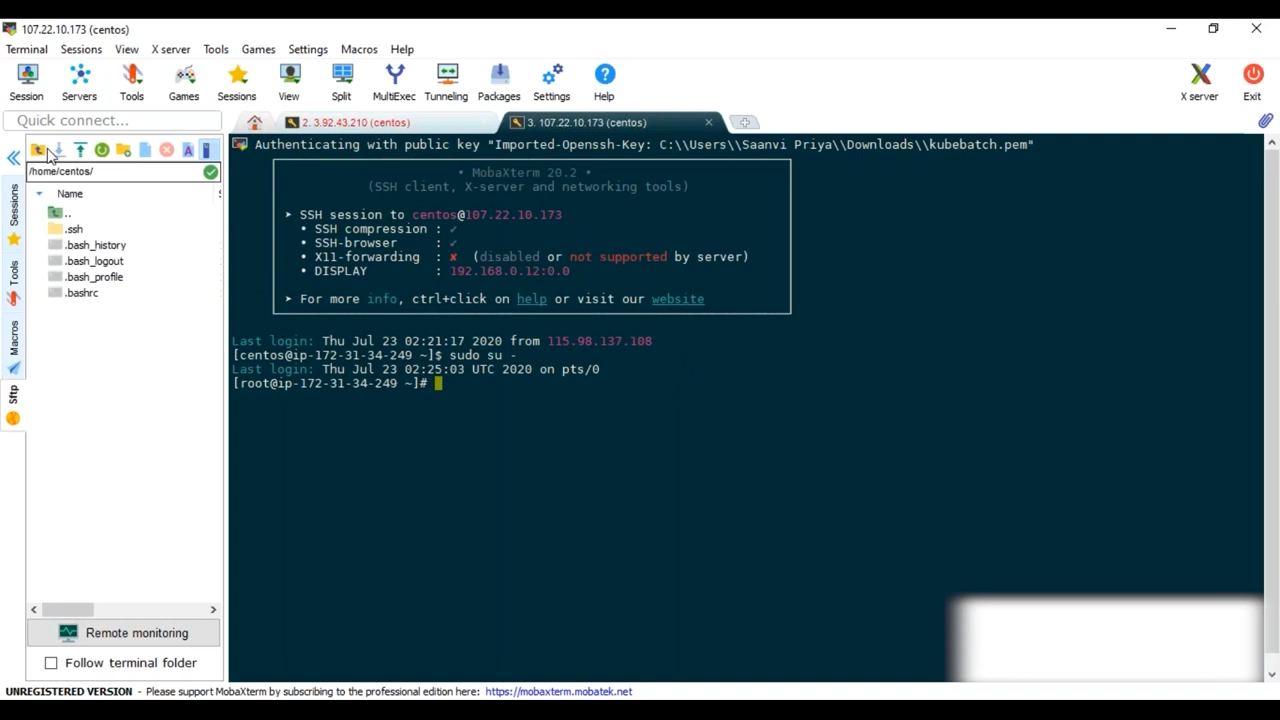 107.22.10.173 (centos)
Terminal Sessions View X server Tools Games Settings Macros Help
Session Servers Tools Games Sessions View Split MultiExec Tunneling Packages Settings Help X server Exit
Quick connect...
2. 3.92.43.210 (centos)
3. 107.22.10.173 (centos)
/home/centos/
Name
..
.ssh
.bash_history
.bash_logout
.bash_profile
.bashrc
Sessions
Tools
Macros
Sftp
Remote monitoring
Follow terminal folder
Authenticating with public key "Imported-Openssh-Key: C:\\Users\\Saanvi Priya\\Downloads\\kubebatch.pem"
• MobaXterm 20.2 •
(SSH client, X-server and networking tools)
➤ SSH session to centos@107.22.10.173
• SSH compression : ✓
• SSH-browser : ✓
• X11-forwarding : ✘ (disabled or not supported by server)
• DISPLAY : 192.168.0.12:0.0
➤ For more info, ctrl+click on help or visit our website
Last login: Thu Jul 23 02:21:17 2020 from 115.98.137.108
[centos@ip-172-31-34-249 ~]$ sudo su -
Last login: Thu Jul 23 02:25:03 UTC 2020 on pts/0
[root@ip-172-31-34-249 ~]#
UNREGISTERED VERSION - Please support MobaXterm by subscribing to the professional edition here: https://mobaxterm.mobatek.net